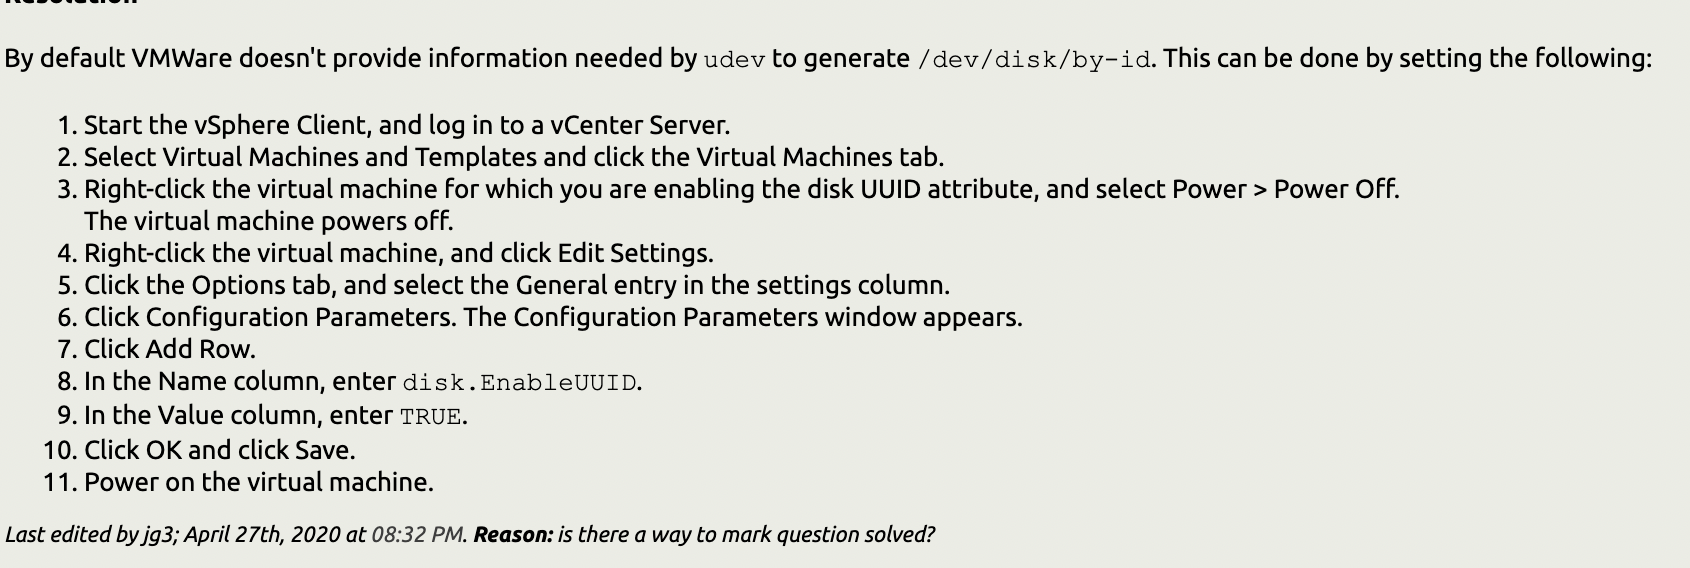 Resolution
By default VMWare doesn't provide information needed by udev to generate /dev/disk/by-id. This can be done by setting the following:
1. Start the vSphere Client, and log in to a vCenter Server.
2. Select Virtual Machines and Templates and click the Virtual Machines tab.
3. Right-click the virtual machine for which you are enabling the disk UUID attribute, and select Power > Power Off.
The virtual machine powers off.
4. Right-click the virtual machine, and click Edit Settings.
5. Click the Options tab, and select the General entry in the settings column.
6. Click Configuration Parameters. The Configuration Parameters window appears.
7. Click Add Row.
8. In the Name column, enter disk.EnableUUID.
9. In the Value column, enter TRUE.
10. Click OK and click Save.
11. Power on the virtual machine.
Last edited by jg3; April 27th, 2020 at 08:32 PM. Reason: is there a way to mark question solved?